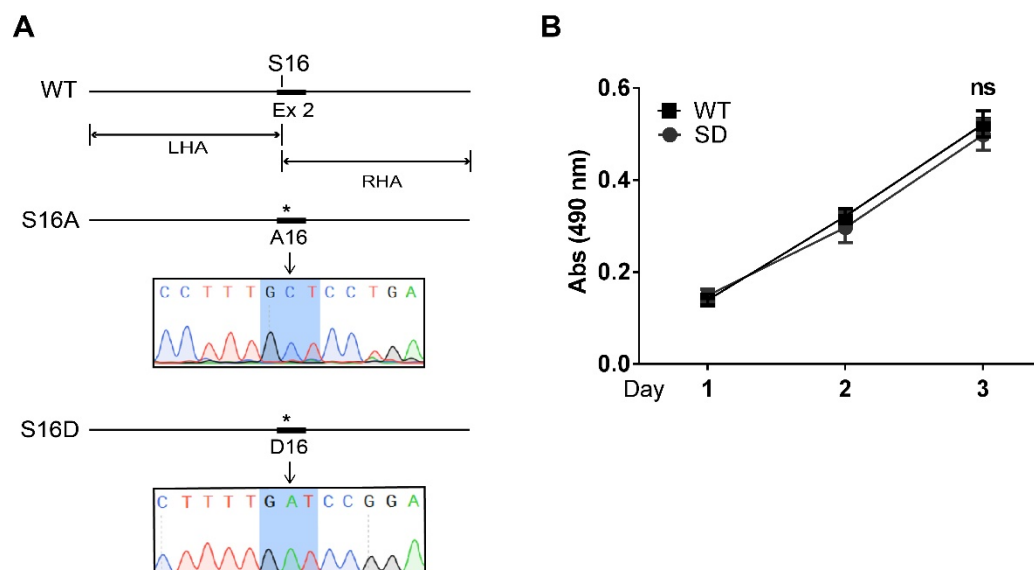 A
S16
WT
Ex 2
LHA
RHA
S16A
*
A16
C C T T T G C T C C T G A
S16D
*
D16
C T T T T G A T C C G G A
B
0.6
0.4
0.2
0.0
Abs (490 nm)
WT
SD
ns
Day 1 2 3